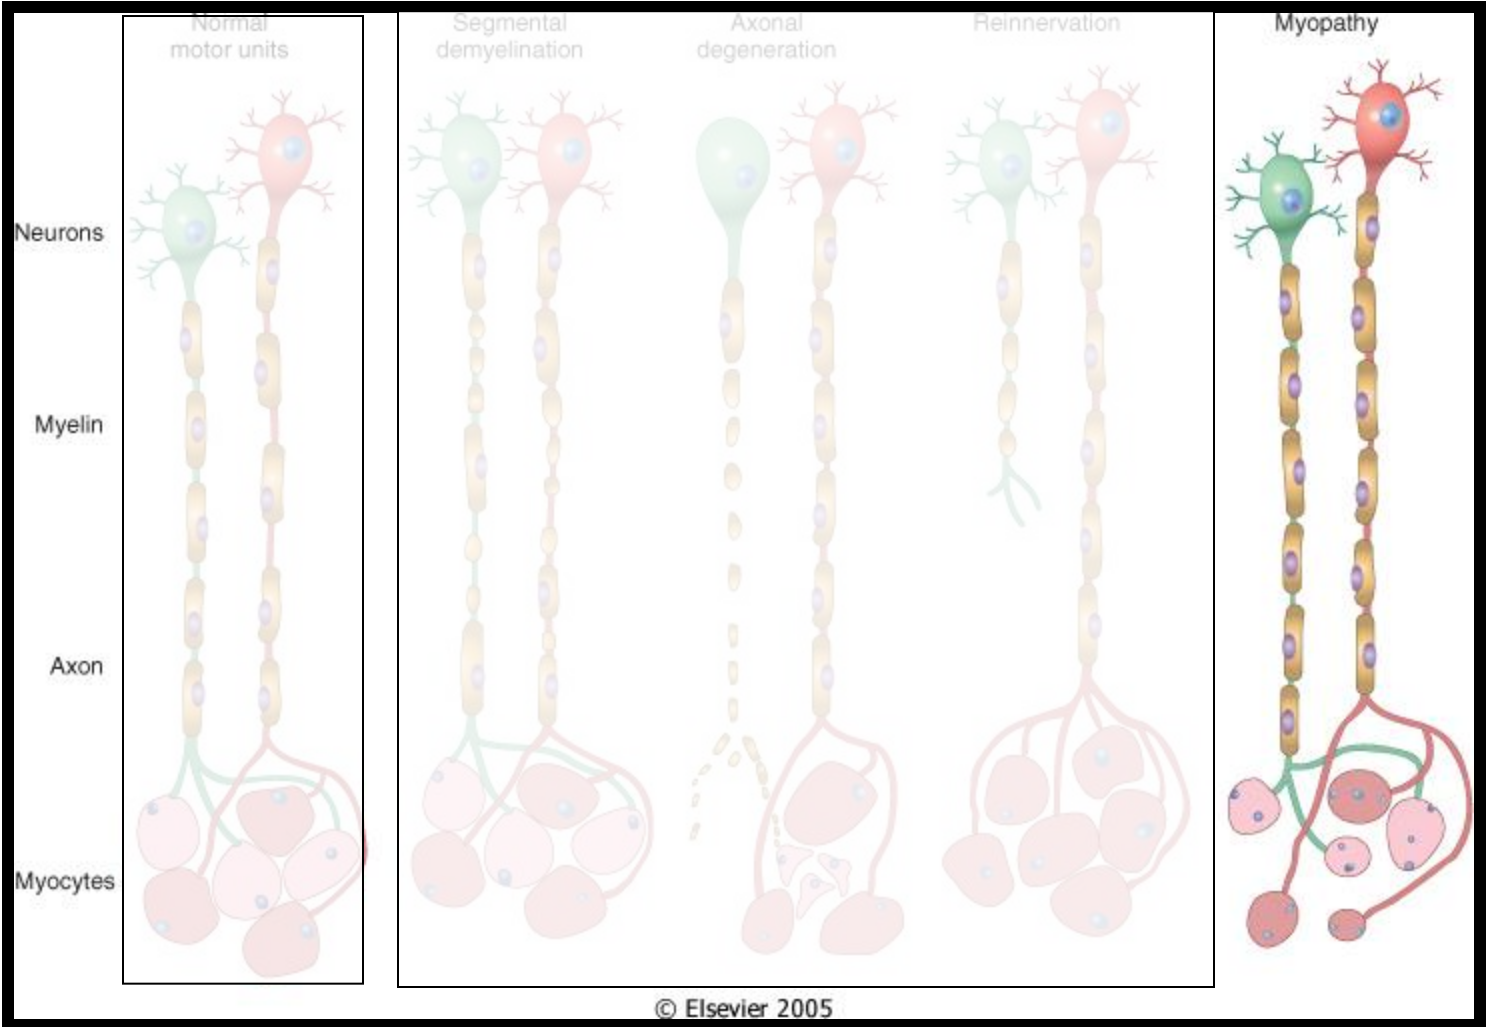 Normal
motor units
Segmental
demyelination
Axonal
degeneration
Reinnervation
Myopathy
Neurons
Myelin
Axon
Myocytes
© Elsevier 2005